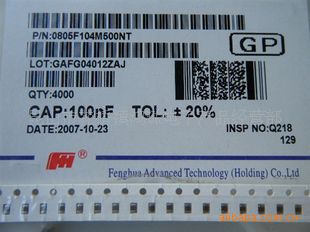 P/N:0805F104M500NT
GP
LOT:GAFG04012ZAJ
QTY:4000
CAP:100nF TOL: ± 20%
DATE:2007-10-23
INSP NO:Q218
129
FH
Fenghua Advanced Technology (Holding) Co.,Ltd